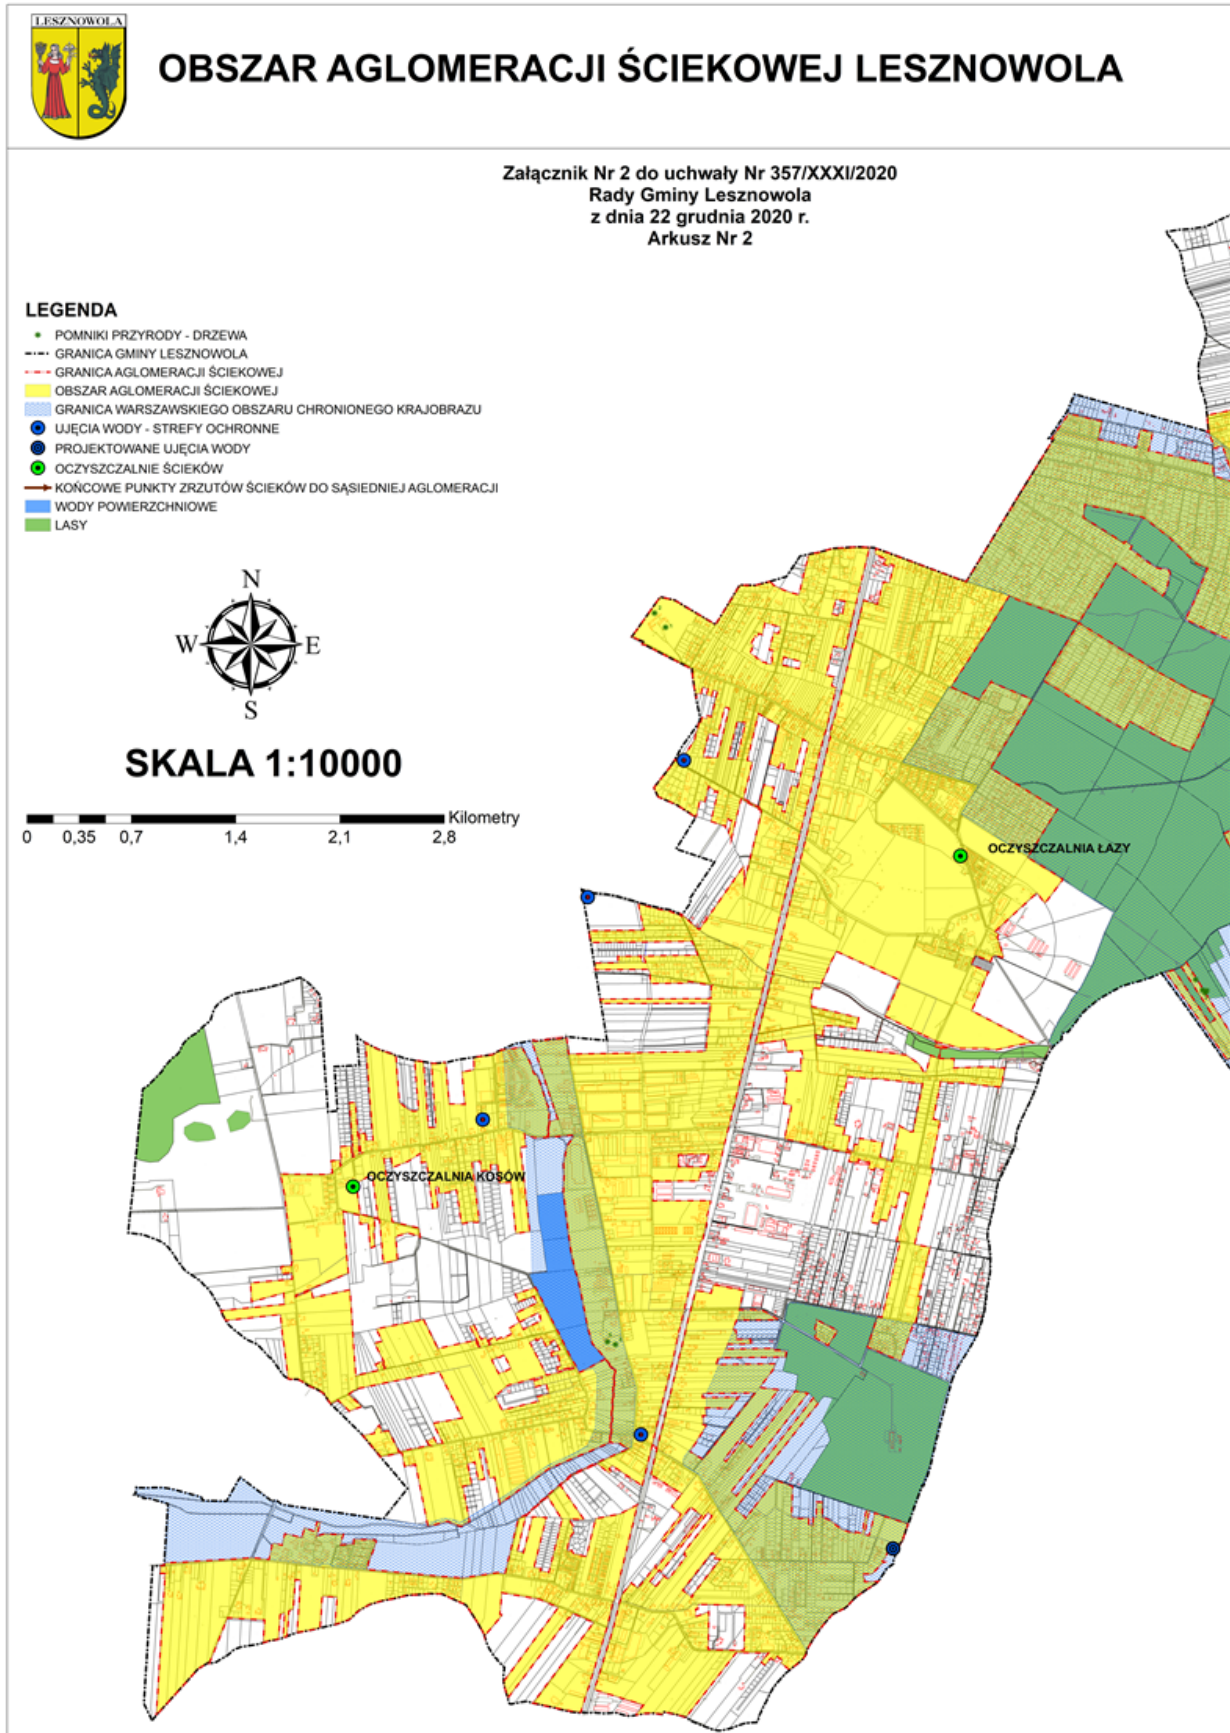 LESZNOWOLA
OBSZAR AGLOMERACJI ŚCIEKOWEJ LESZNOWOLA
Załącznik Nr 2 do uchwały Nr 357/XXXI/2020
Rady Gminy Lesznowola
z dnia 22 grudnia 2020 r.
Arkusz Nr 2
LEGENDA
POMNIKI PRZYRODY - DRZEWA
GRANICA GMINY LESZNOWOLA
GRANICA AGLOMERACJI ŚCIEKOWEJ
OBSZAR AGLOMERACJI ŚCIEKOWEJ
GRANICA WARSZAWSKIEGO OBSZARU CHRONIONEGO KRAJOBRAZU
UJĘCIA WODY - STREFY OCHRONNE
PROJEKTOWANE UJĘCIA WODY
OCZYSZCZALNIE ŚCIEKÓW
KOŃCOWE PUNKTY ZRZUTÓW ŚCIEKÓW DO SĄSIEDNIEJ AGLOMERACJI
WODY POWIERZCHNIOWE
LASY
N
W E
S
SKALA 1:10000
Kilometry
0 0,35 0,7 1,4 2,1 2,8
OCZYSZCZALNIA ŁAZY
OCZYSZCZALNIA KOSÓW